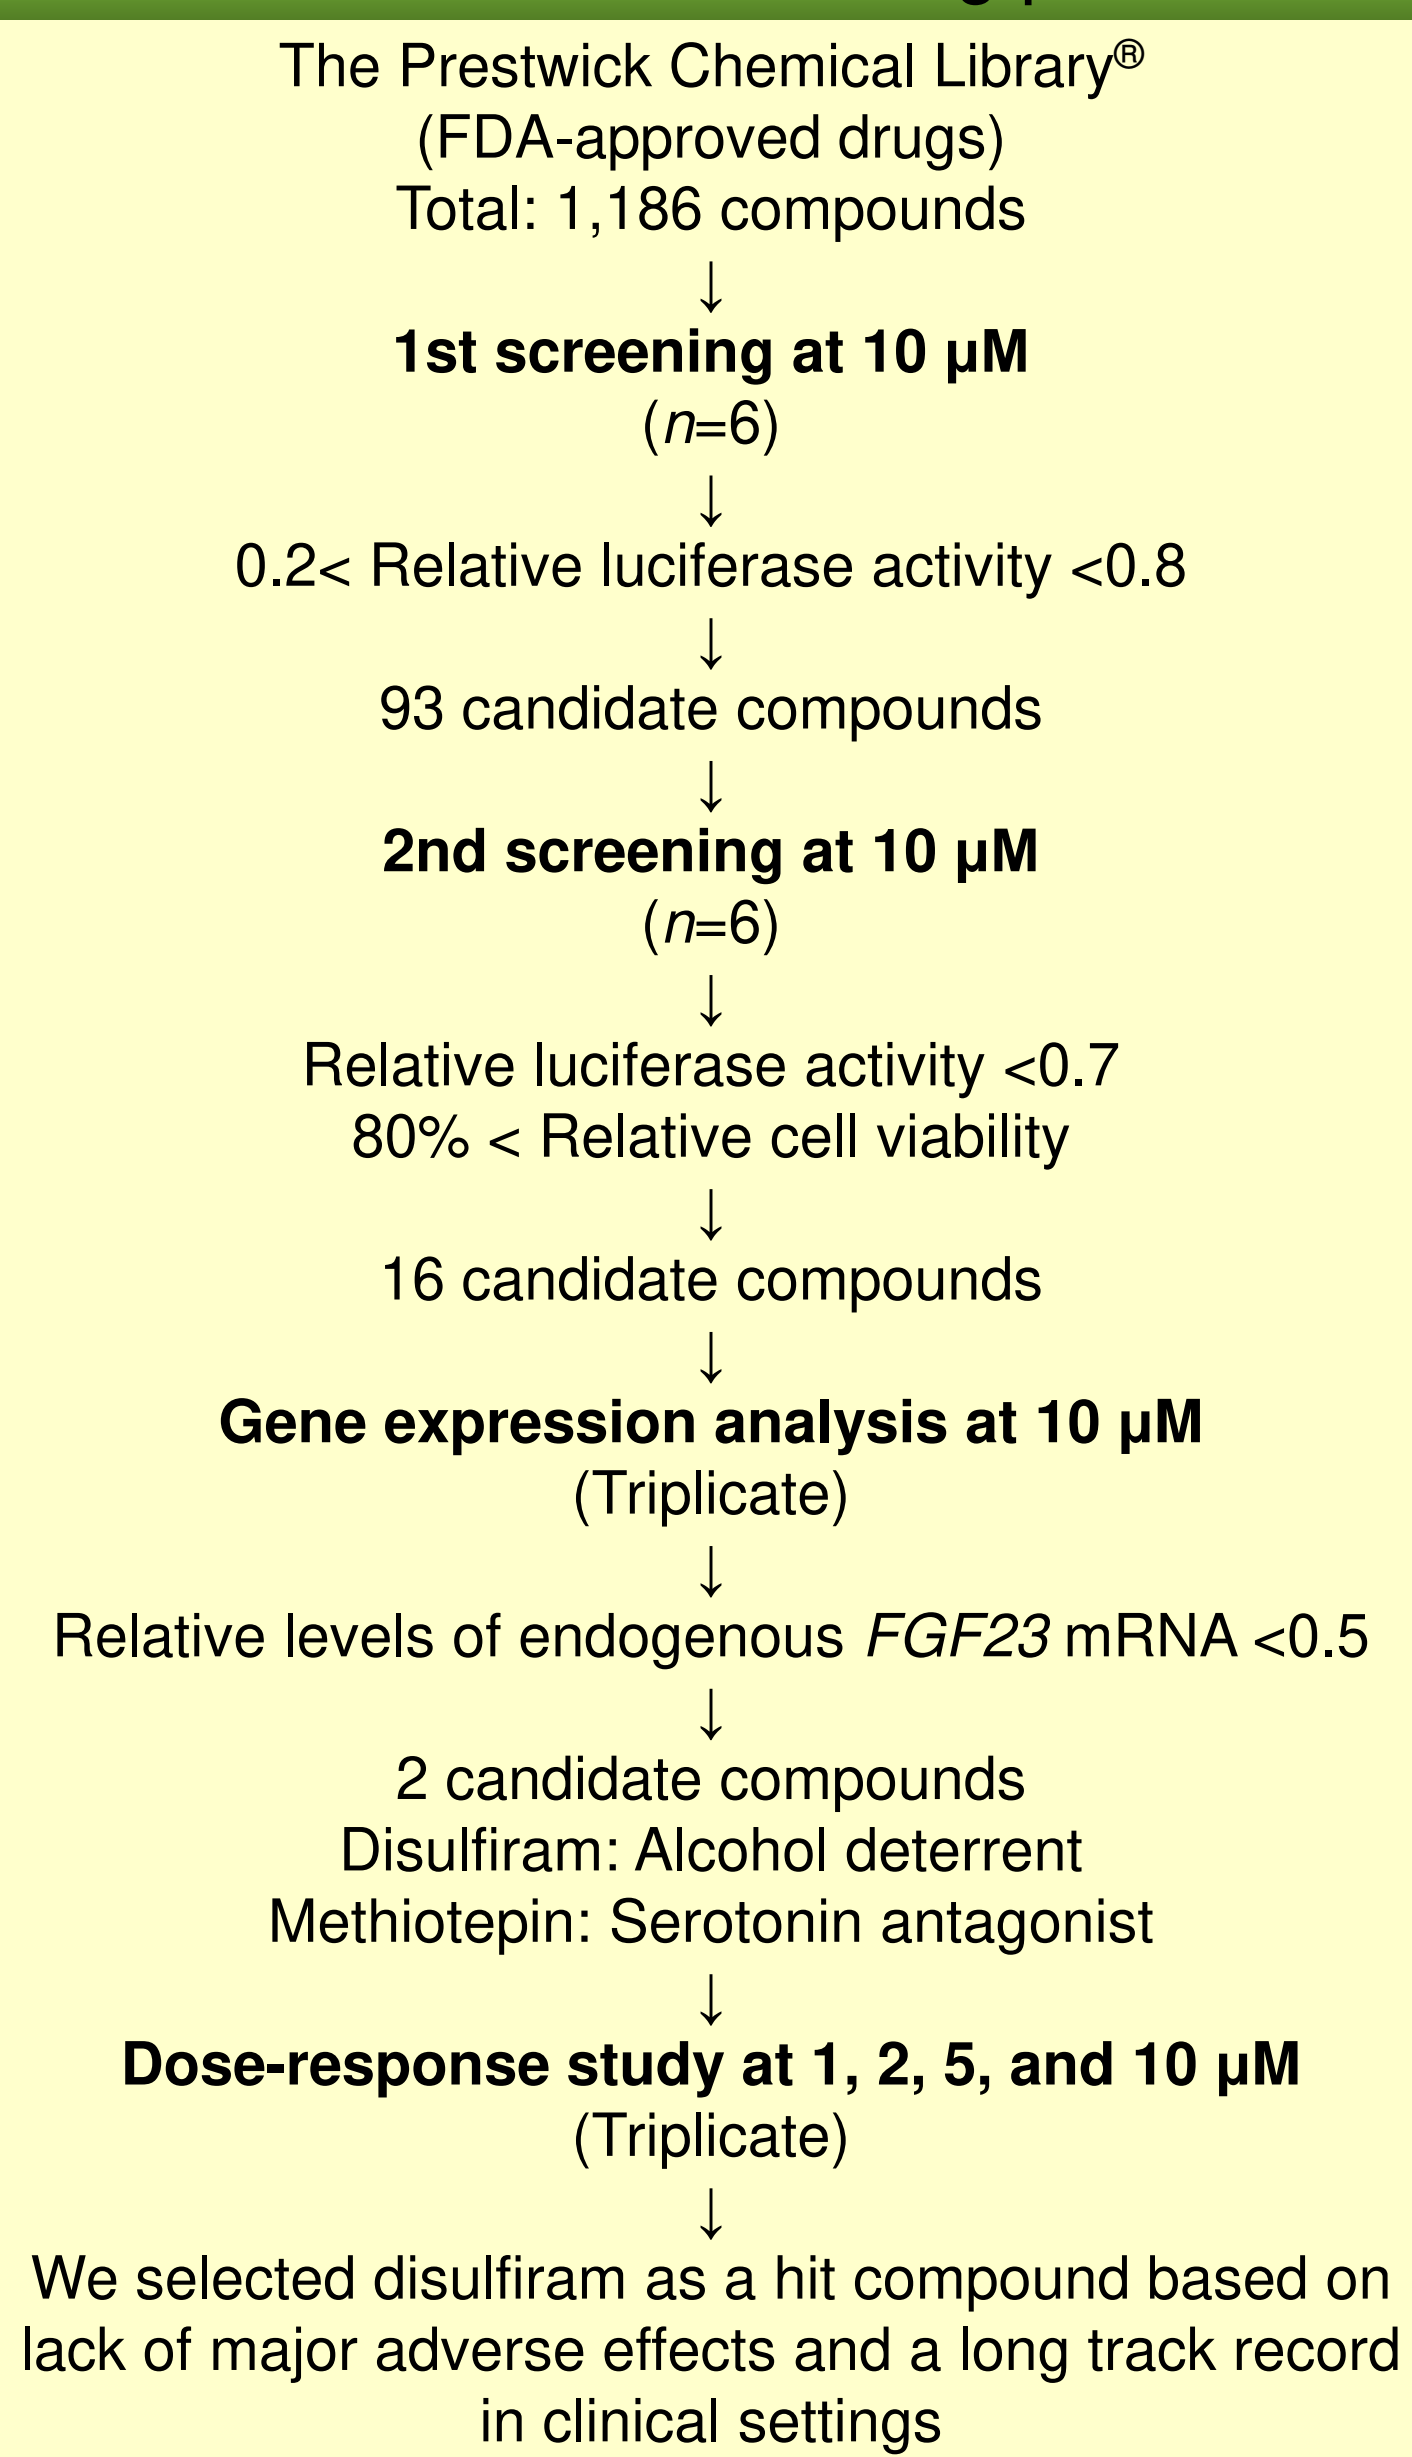 The Prestwick Chemical Library®
(FDA-approved drugs)
Total: 1,186 compounds
↓
1st screening at 10 µM
(n=6)
↓
0.2< Relative luciferase activity <0.8
↓
93 candidate compounds
↓
2nd screening at 10 µM
(n=6)
↓
Relative luciferase activity <0.7
80% < Relative cell viability
↓
16 candidate compounds
↓
Gene expression analysis at 10 µM
(Triplicate)
↓
Relative levels of endogenous FGF23 mRNA <0.5
↓
2 candidate compounds
Disulfiram: Alcohol deterrent
Methiotepin: Serotonin antagonist
↓
Dose-response study at 1, 2, 5, and 10 µM
(Triplicate)
↓
We selected disulfiram as a hit compound based on
lack of major adverse effects and a long track record
in clinical settings